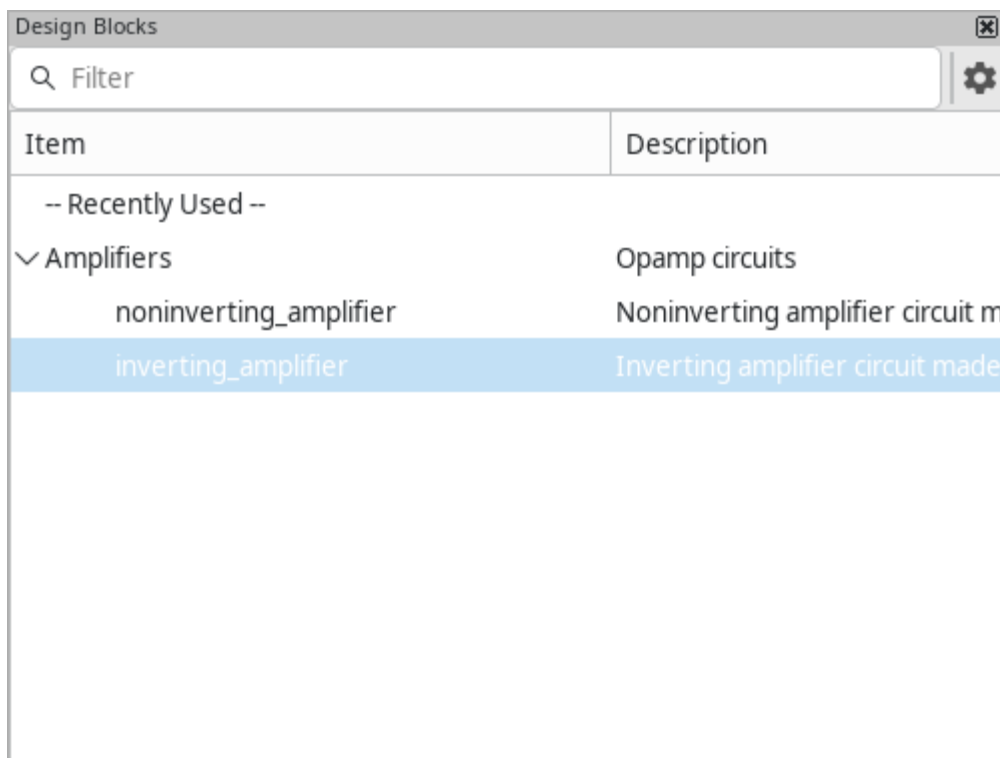 Design Blocks
Filter
Item Description
-- Recently Used --
Amplifiers Opamp circuits
noninverting_amplifier Noninverting amplifier circuit
inverting_amplifier Inverting amplifier circuit made